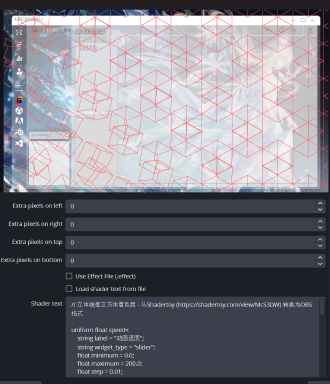 Extra pixels on left
0
Extra pixels on right
0
Extra pixels on top
0
Extra pixels on bottom
0
Use Effect File (.effect)
Load shader text from file
Shader text
// 立体线框立方体着色器 - 从Shadertoy (https://shadertoy.com/view/McS3DW) 转换为OBS
格式
uniform float speed<
string label = "动画速度";
string widget_type = "slider";
float minimum = 0.0;
float maximum = 200.0;
float step = 0.01;